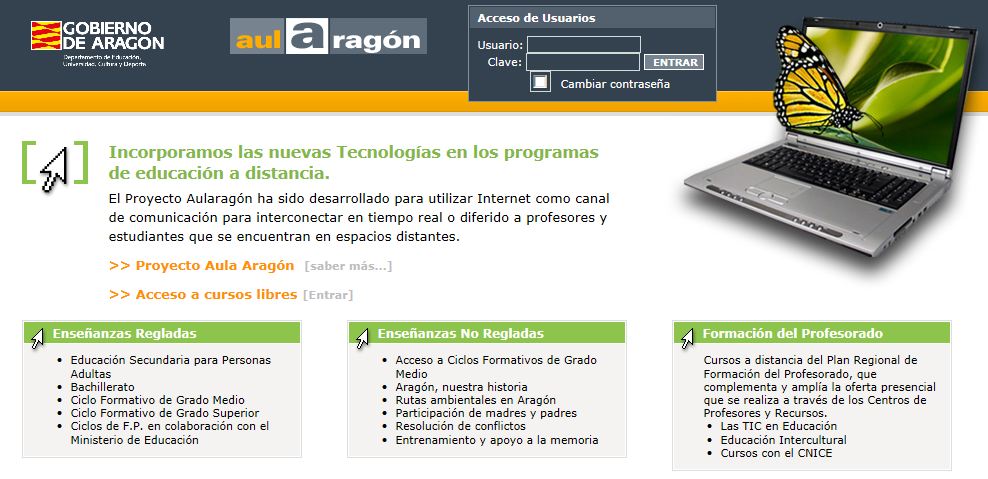 GOBIERNO
DE ARAGON
Departamento de Educación,
Universidad, Cultura y Deporte
aulAragón
Acceso de Usuarios
Usuario:
Clave:
ENTRAR
Cambiar contraseña
Incorporamos las nuevas Tecnologías en los programas
de educación a distancia.
El Proyecto Aularagón ha sido desarrollado para utilizar Internet como canal
de comunicación para interconectar en tiempo real o diferido a profesores y
estudiantes que se encuentran en espacios distantes.
>> Proyecto Aula Aragón [saber más...]
>> Acceso a cursos libres [Entrar]
Enseñanzas Regladas
• Educación Secundaria para Personas
Adultas
• Bachillerato
• Ciclo Formativo de Grado Medio
• Ciclo Formativo de Grado Superior
• Ciclos de F.P. en colaboración con el
Ministerio de Educación
Enseñanzas No Regladas
• Acceso a Ciclos Formativos de Grado
Medio
• Aragón, nuestra historia
• Rutas ambientales en Aragón
• Participación de madres y padres
• Resolución de conflictos
• Entrenamiento y apoyo a la memoria
Formación del Profesorado
Cursos a distancia del Plan Regional de
Formación del Profesorado, que
complementa y amplía la oferta presencial
que se realiza a través de los Centros de
Profesores y Recursos.
• Las TIC en Educación
• Educación Intercultural
• Cursos con el CNICE